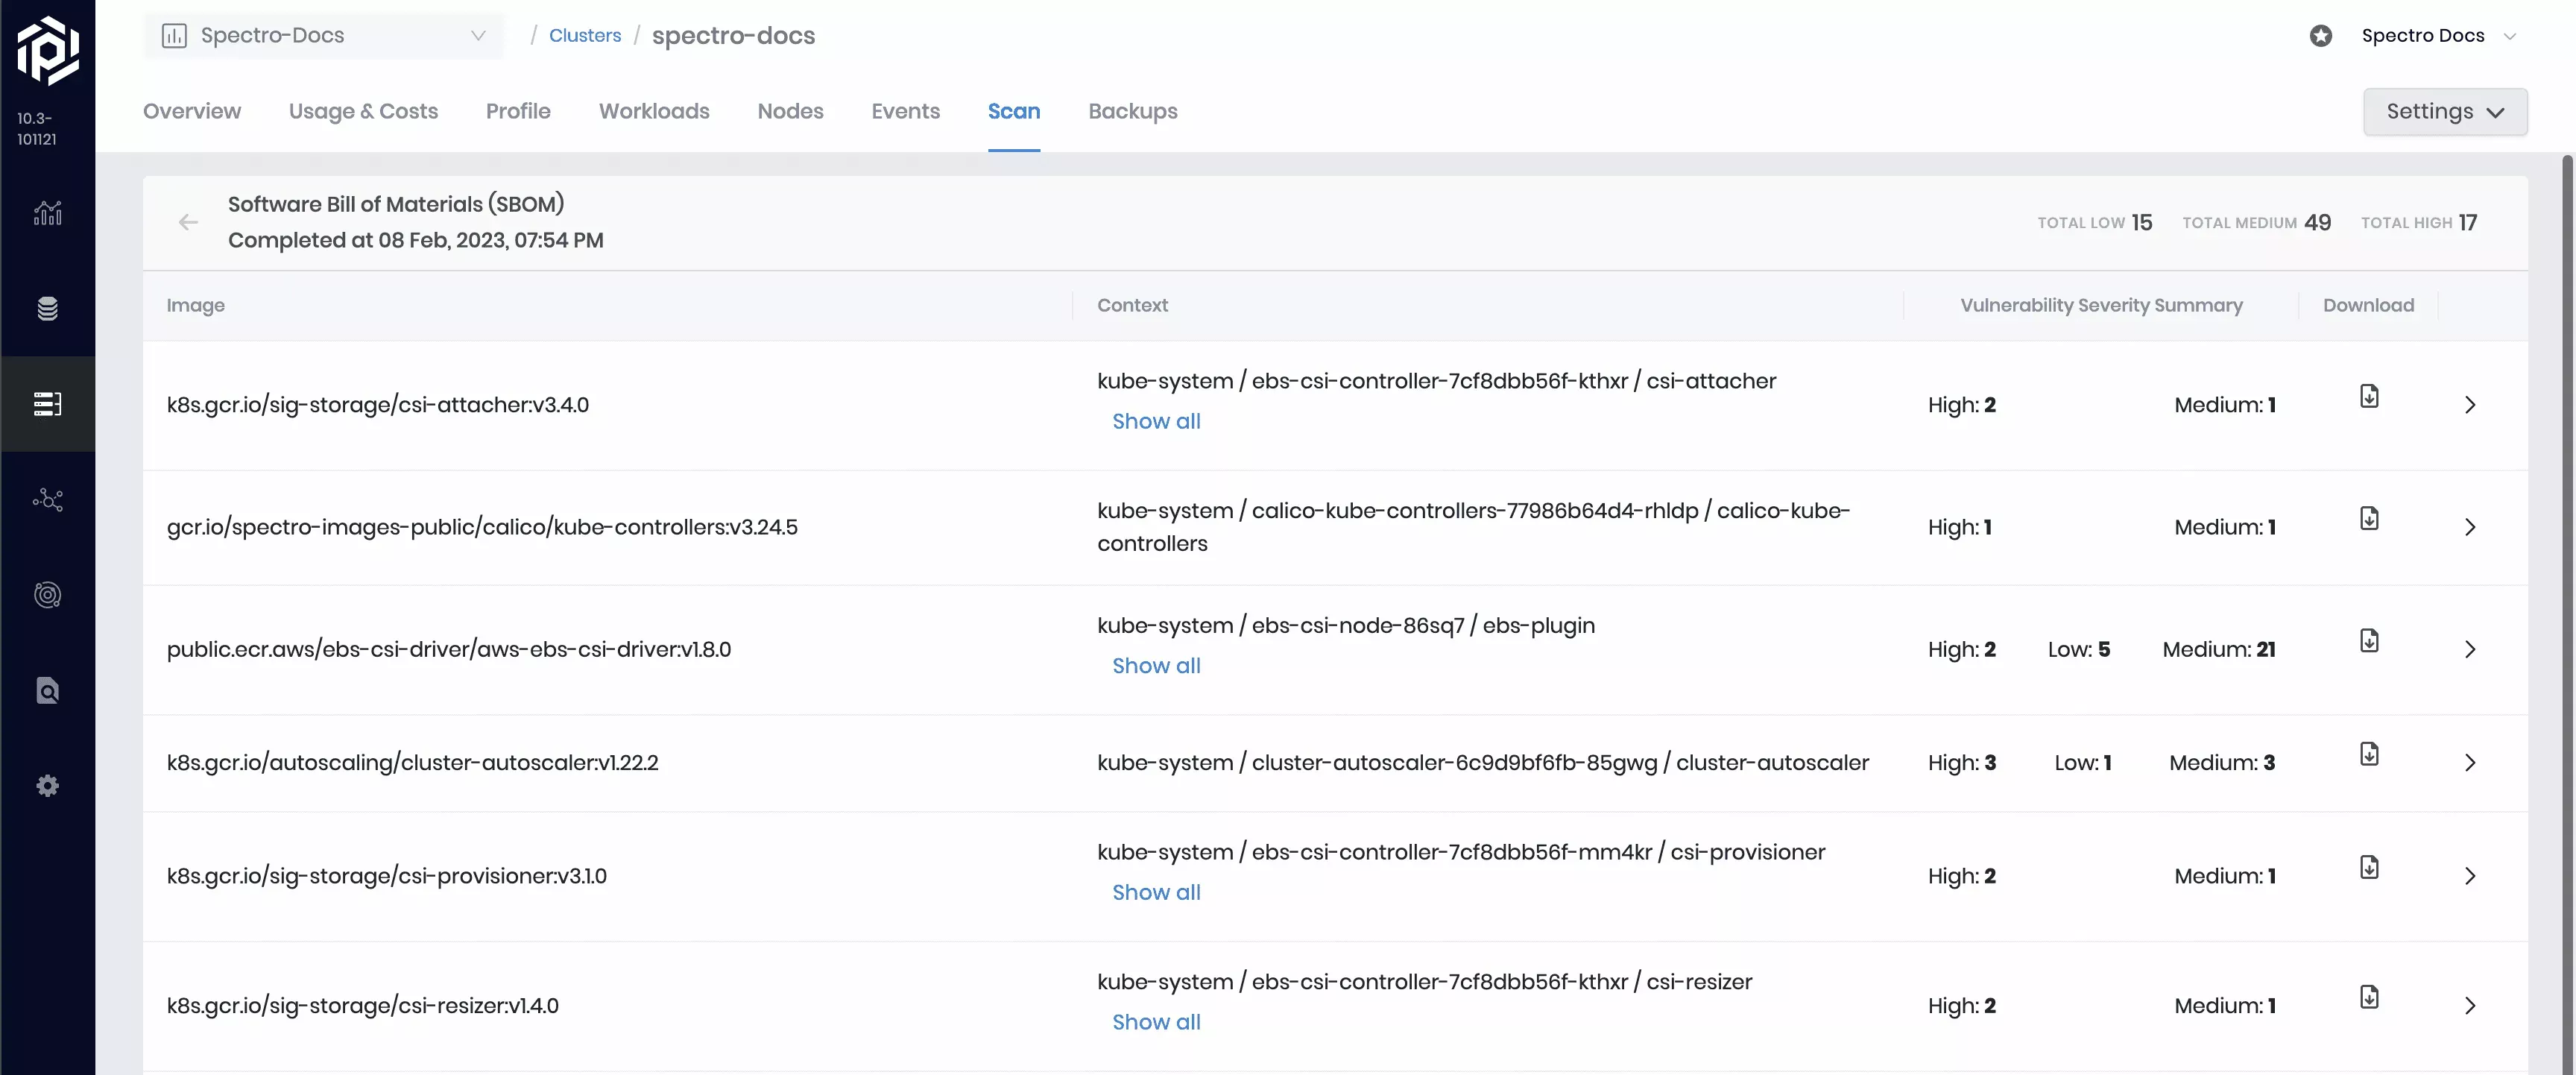 Spectro-Docs / Clusters / spectro-docs Spectro Docs
10.3-
101121
Overview Usage & Costs Profile Workloads Nodes Events Scan Backups Settings
Software Bill of Materials (SBOM)
Completed at 08 Feb, 2023, 07:54 PM
TOTAL LOW 15 TOTAL MEDIUM 49 TOTAL HIGH 17
Image Context Vulnerability Severity Summary Download
k8s.gcr.io/sig-storage/csi-attacher:v3.4.0
kube-system / ebs-csi-controller-7cf8dbb56f-kthxr / csi-attacher
Show all
High: 2 Medium: 1
gcr.io/spectro-images-public/calico/kube-controllers:v3.24.5
kube-system / calico-kube-controllers-77986b64d4-rhldp / calico-kube-
controllers
High: 1 Medium: 1
public.ecr.aws/ebs-csi-driver/aws-ebs-csi-driver:v1.8.0
kube-system / ebs-csi-node-86sq7 / ebs-plugin
Show all
High: 2 Low: 5 Medium: 21
k8s.gcr.io/autoscaling/cluster-autoscaler:v1.22.2
kube-system / cluster-autoscaler-6c9d9bf6fb-85gwg / cluster-autoscaler
High: 3 Low: 1 Medium: 3
k8s.gcr.io/sig-storage/csi-provisioner:v3.1.0
kube-system / ebs-csi-controller-7cf8dbb56f-mm4kr / csi-provisioner
Show all
High: 2 Medium: 1
k8s.gcr.io/sig-storage/csi-resizer:v1.4.0
kube-system / ebs-csi-controller-7cf8dbb56f-kthxr / csi-resizer
Show all
High: 2 Medium: 1